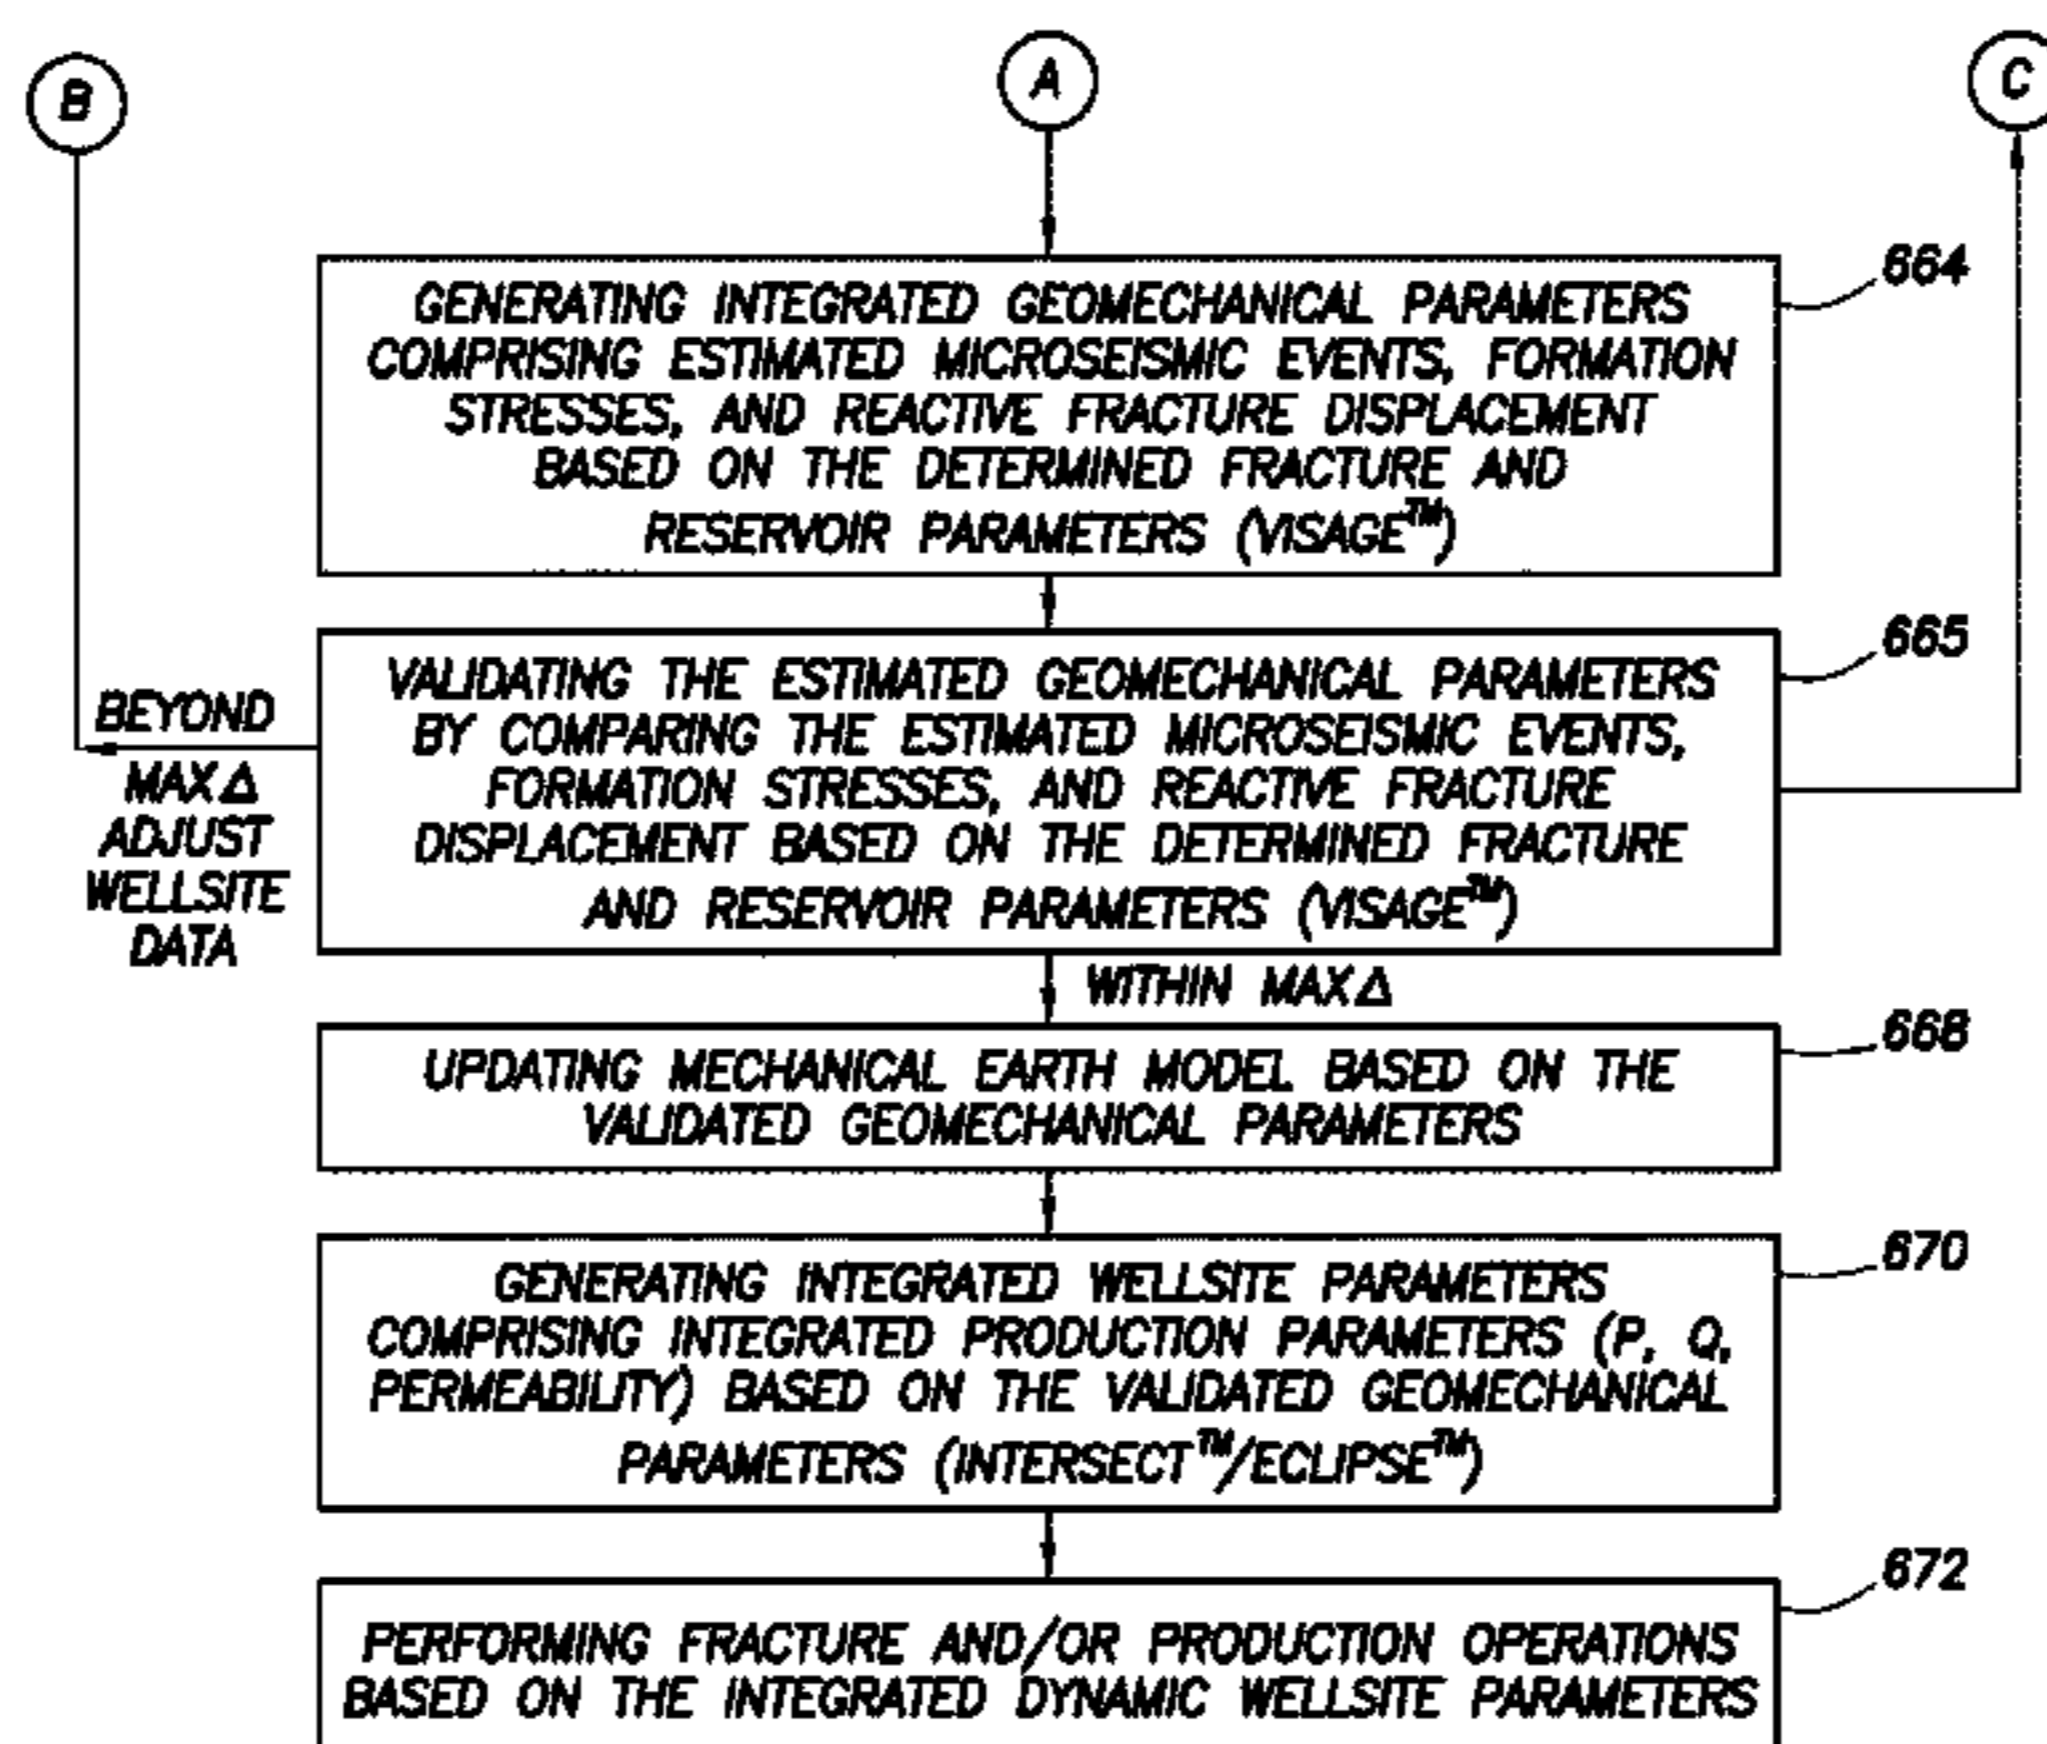 B
A
C
664
GENERATING INTEGRATED GEOMECHANICAL PARAMETERS
COMPRISING ESTIMATED MICROSEISMIC EVENTS, FORMATION
STRESSES, AND REACTIVE FRACTURE DISPLACEMENT
BASED ON THE DETERMINED FRACTURE AND
RESERVOIR PARAMETERS (VISAGE™)
665
VALIDATING THE ESTIMATED GEOMECHANICAL PARAMETERS
BY COMPARING THE ESTIMATED MICROSEISMIC EVENTS,
FORMATION STRESSES, AND REACTIVE FRACTURE
DISPLACEMENT BASED ON THE DETERMINED FRACTURE
AND RESERVOIR PARAMETERS (VISAGE™)
BEYOND
MAX Δ
ADJUST
WELLSITE
DATA
WITHIN MAX Δ
668
UPDATING MECHANICAL EARTH MODEL BASED ON THE
VALIDATED GEOMECHANICAL PARAMETERS
670
GENERATING INTEGRATED WELLSITE PARAMETERS
COMPRISING INTEGRATED PRODUCTION PARAMETERS (P, Q,
PERMEABILITY) BASED ON THE VALIDATED GEOMECHANICAL
PARAMETERS (INTERSECT™/ECLIPSE™)
672
PERFORMING FRACTURE AND/OR PRODUCTION OPERATIONS
BASED ON THE INTEGRATED DYNAMIC WELLSITE PARAMETERS